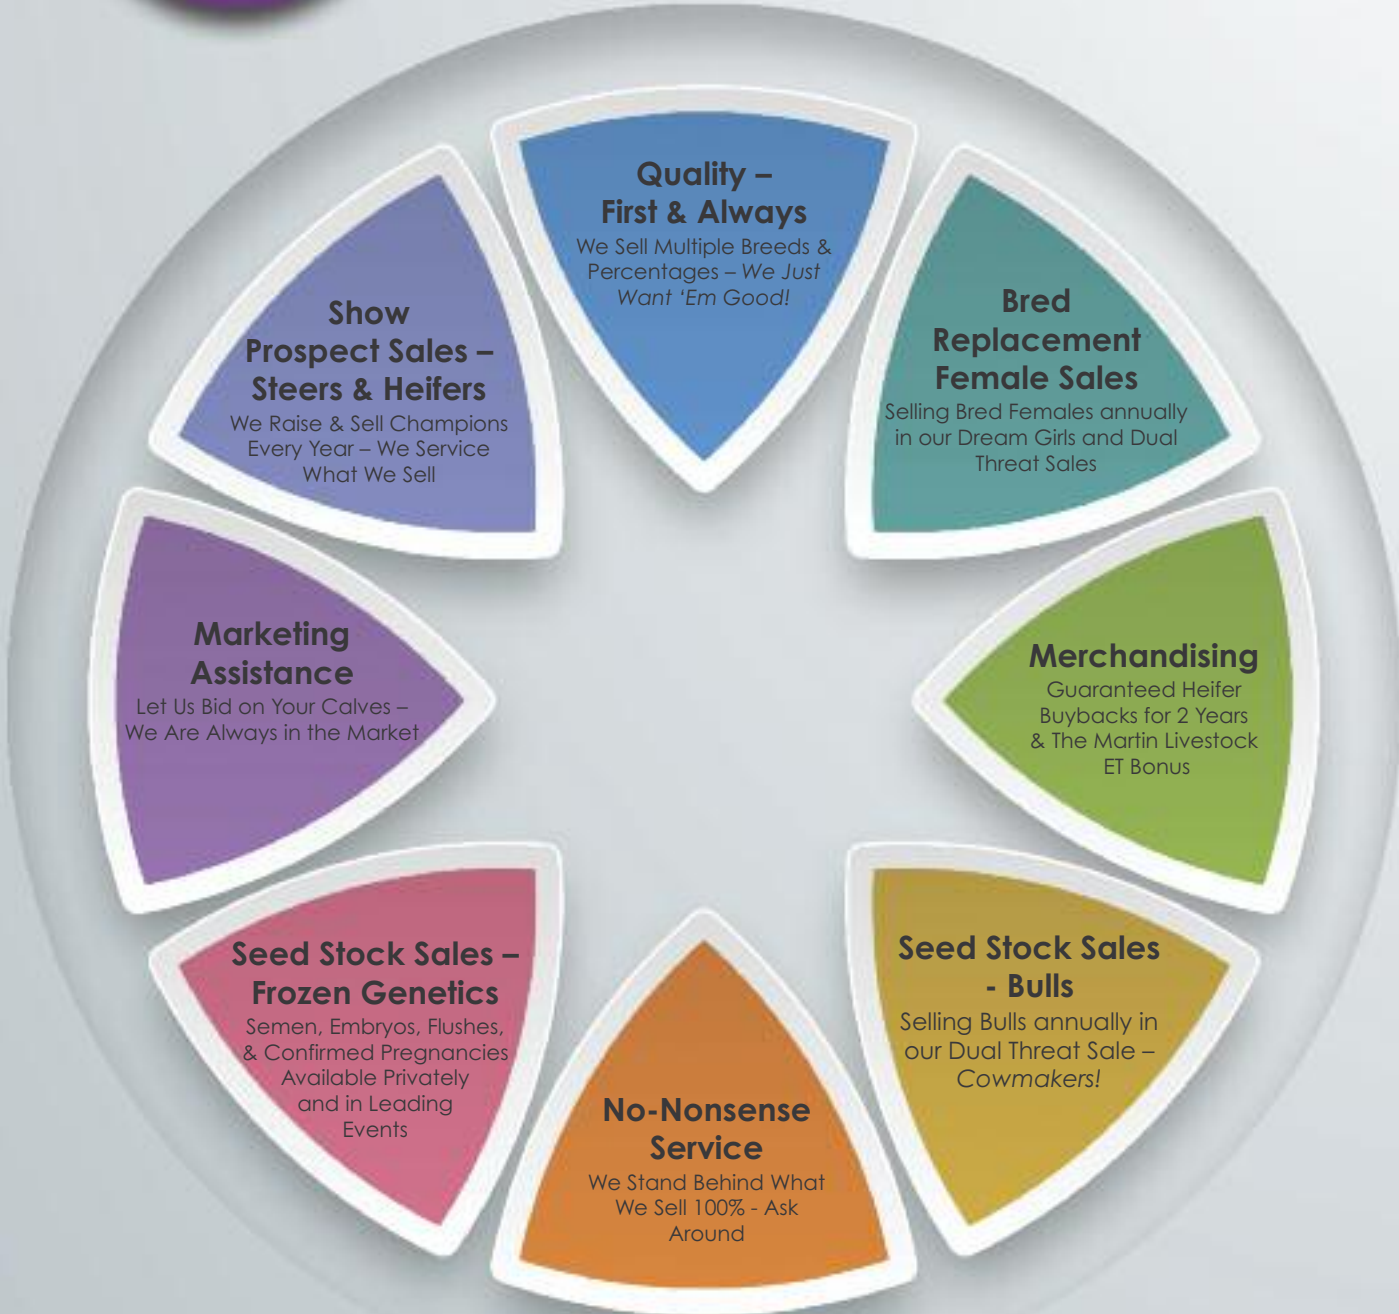 Quality –
First & Always
We Sell Multiple Breeds &
Percentages – We Just
Want ‘Em Good!
Bred
Replacement
Female Sales
Selling Bred Females annually
in our Dream Girls and Dual
Threat Sales
Merchandising
Guaranteed Heifer
Buybacks for 2 Years
& The Martin Livestock
ET Bonus
Seed Stock Sales
- Bulls
Selling Bulls annually in
our Dual Threat Sale –
Cowmakers!
No-Nonsense
Service
We Stand Behind What
We Sell 100% - Ask
Around
Seed Stock Sales –
Frozen Genetics
Semen, Embryos, Flushes,
& Confirmed Pregnancies
Available Privately
and in Leading
Events
Marketing
Assistance
Let Us Bid on Your Calves –
We Are Always in the Market
Show
Prospect Sales –
Steers & Heifers
We Raise & Sell Champions
Every Year – We Service
What We Sell